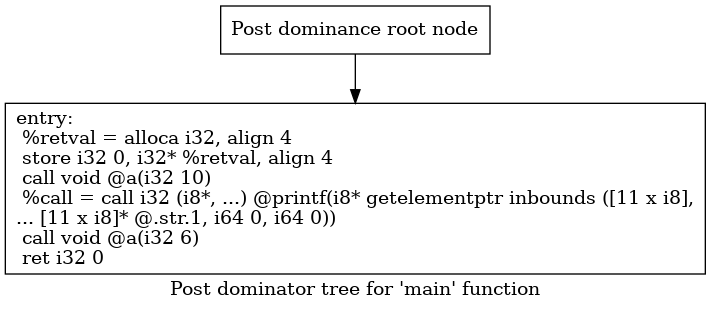 Post dominance root node
entry:
%retval = alloca i32, align 4
store i32 0, i32* %retval, align 4
call void @a(i32 10)
%call = call i32 (i8*, ...) @printf(i8* getelementptr inbounds ([11 x i8],
... [11 x i8]* @.str.1, i64 0, i64 0))
call void @a(i32 6)
ret i32 0
Post dominator tree for 'main' function